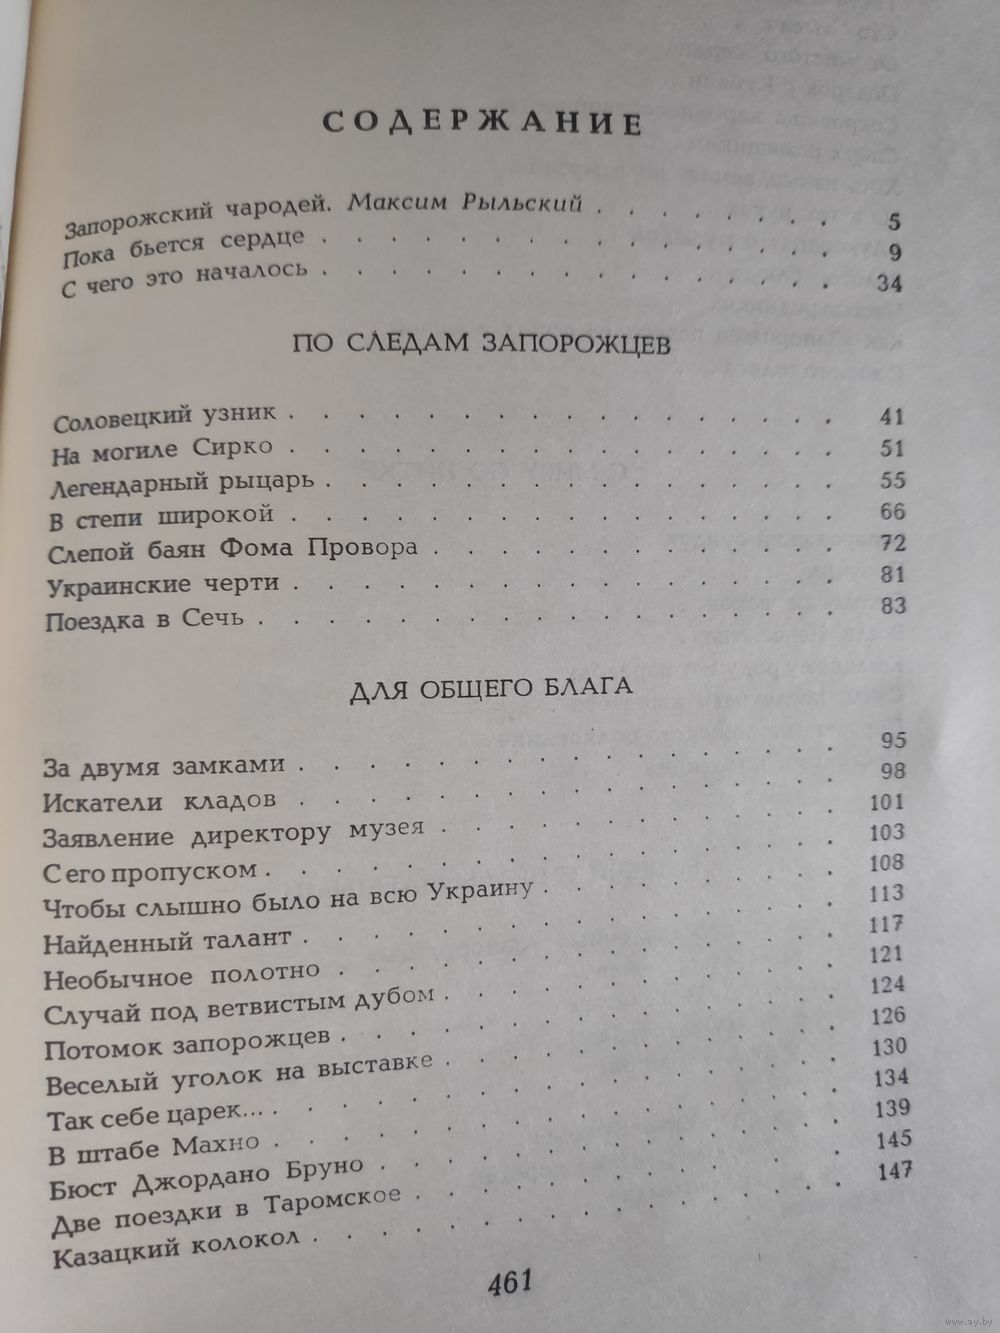 СОДЕРЖАНИЕ
Запорожский чародей. Максим Рыльский . . . . . . . . 5
Пока бьется сердце . . . . . . . . . . . . . . . 9
С чего это началось . . . . . . . . . . . . . . . 34
ПО СЛЕДАМ ЗАПОРОЖЦЕВ
Соловецкий узник . . . . . . . . . . . . . . . . 41
На могиле Сирко . . . . . . . . . . . . . . . . 51
Легендарный рыцарь . . . . . . . . . . . . . . . 55
В степи широкой . . . . . . . . . . . . . . . . 66
Слепой баян Фома Провора . . . . . . . . . . . . 72
Украинские черти . . . . . . . . . . . . . . . . 81
Поездка в Сечь . . . . . . . . . . . . . . . . . 83
ДЛЯ ОБЩЕГО БЛАГА
За двумя замками . . . . . . . . . . . . . . . . 95
Искатели кладов . . . . . . . . . . . . . . . . 98
Заявление директору музея . . . . . . . . . . . . 101
С его пропуском . . . . . . . . . . . . . . . . 103
Чтобы слышно было на всю Украину . . . . . . . . . 108
Найденный талант . . . . . . . . . . . . . . . . 113
Необычное полотно . . . . . . . . . . . . . . . 117
Случай под ветвистым дубом . . . . . . . . . . . . 121
Потомок запорожцев . . . . . . . . . . . . . . . 124
Веселый уголок на выставке . . . . . . . . . . . . 126
Так себе царек... . . . . . . . . . . . . . . . . 130
В штабе Махно . . . . . . . . . . . . . . . . . 134
Бюст Джордано Бруно . . . . . . . . . . . . . . 139
Две поездки в Таромское . . . . . . . . . . . . . 145
Казацкий колокол . . . . . . . . . . . . . . . . 147
461
www.ay.by